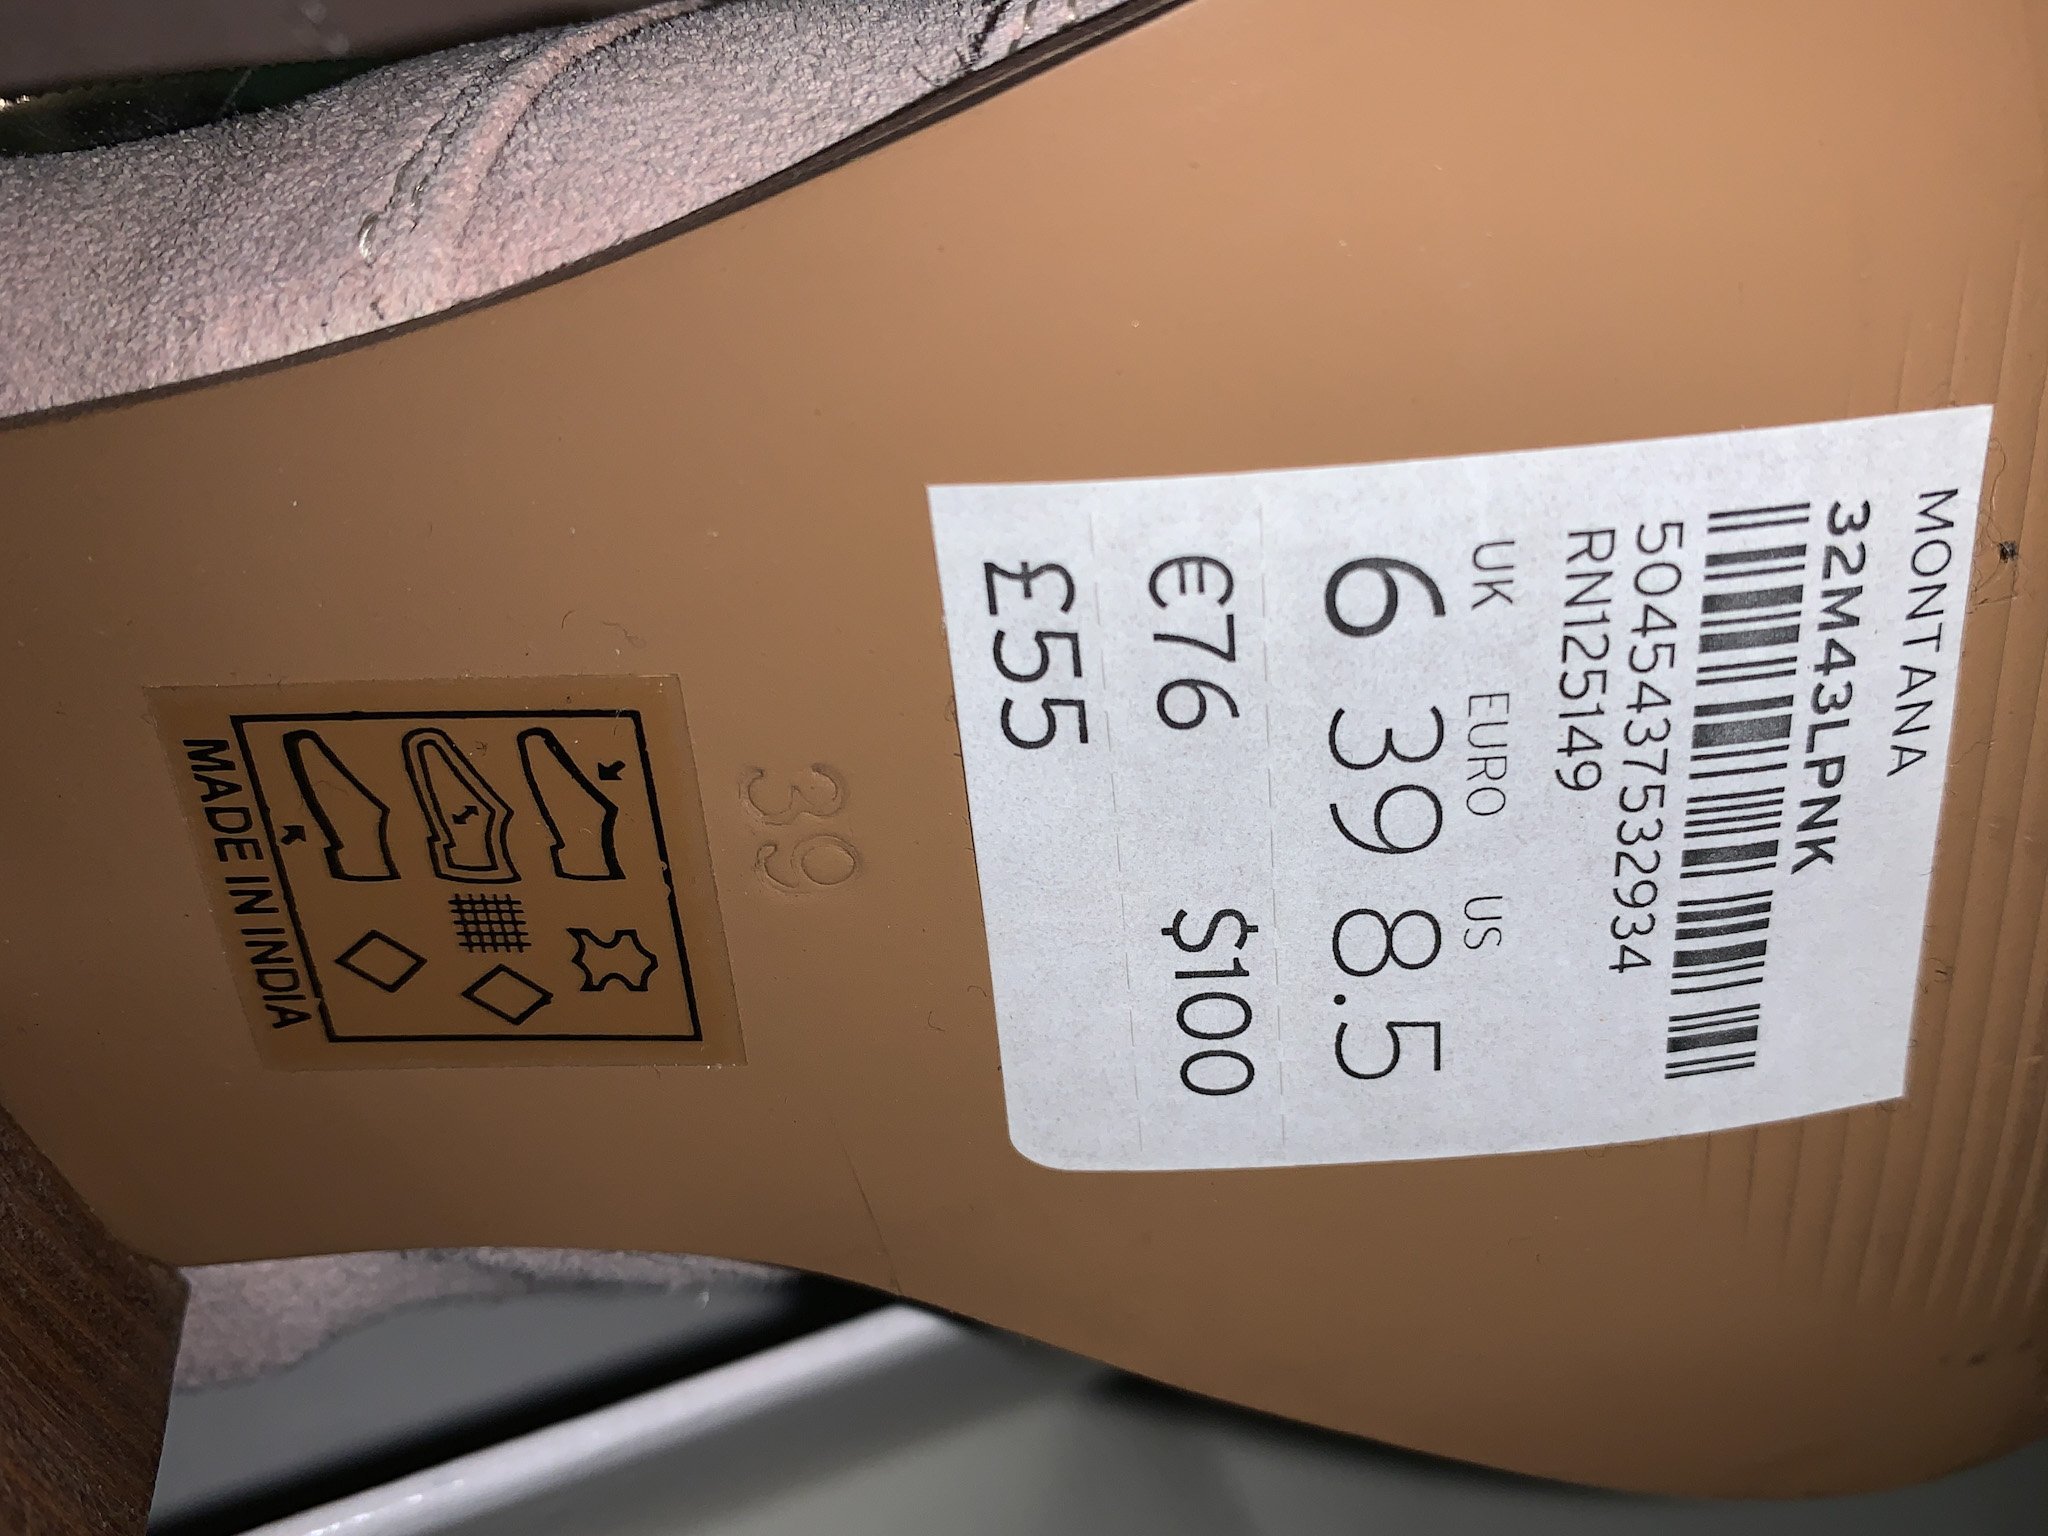 MONTANA
32M43LPNK
5045437532934
RN125149
UK EURO US
6 39 8.5
€76 $100
£55
39
MADE IN INDIA